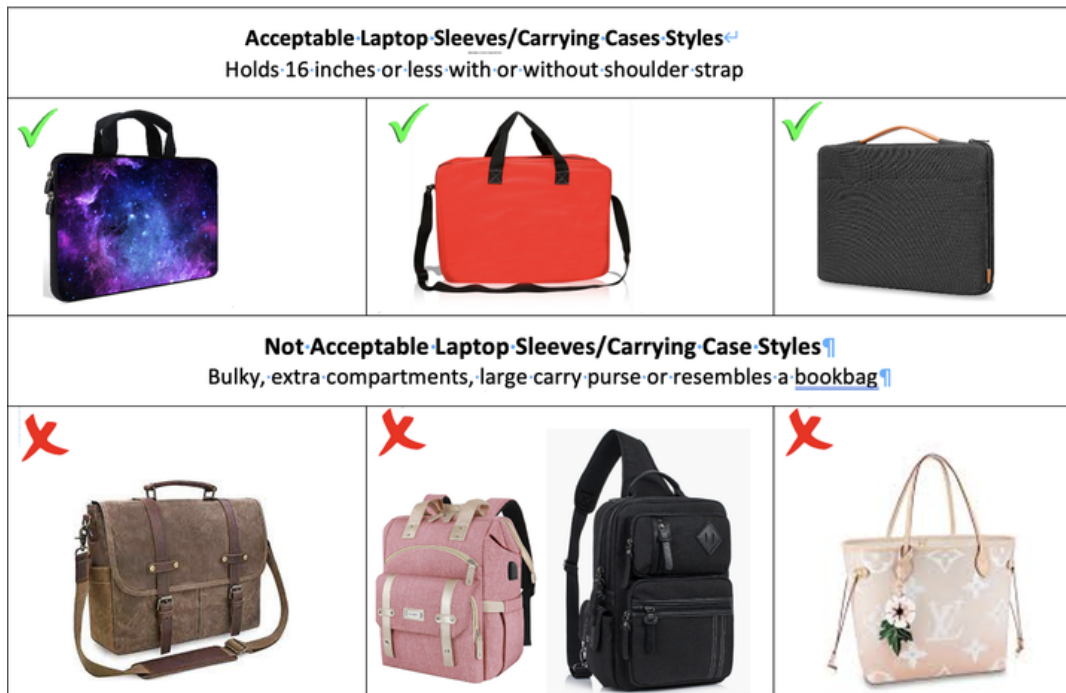 Acceptable Laptop Sleeves/Carrying Cases Styles
Holds 16 inches or less with or without shoulder strap
Not Acceptable Laptop Sleeves/Carrying Case Styles¶
Bulky, extra compartments, large carry purse or resembles a bookbag¶
LV